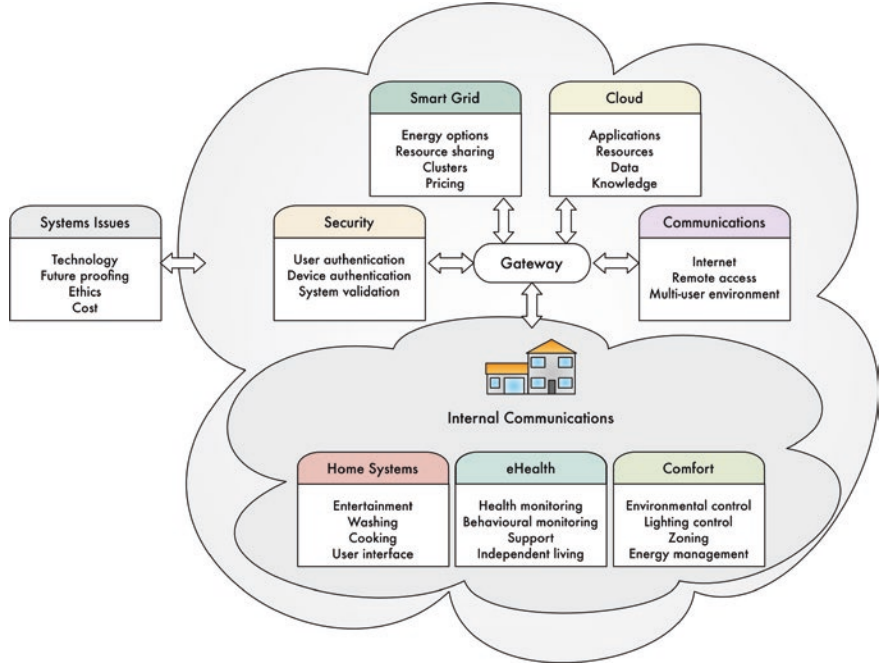 Smart Grid
Energy options
Resource sharing
Clusters
Pricing
Cloud
Applications
Resources
Data
Knowledge
Systems Issues
Technology
Future proofing
Ethics
Cost
Security
User authentication
Device authentication
System validation
Gateway
Communications
Internet
Remote access
Multi-user environment
Internal Communications
Home Systems
Entertainment
Washing
Cooking
User interface
eHealth
Health monitoring
Behavioural monitoring
Support
Independent living
Comfort
Environmental control
Lighting control
Zoning
Energy management